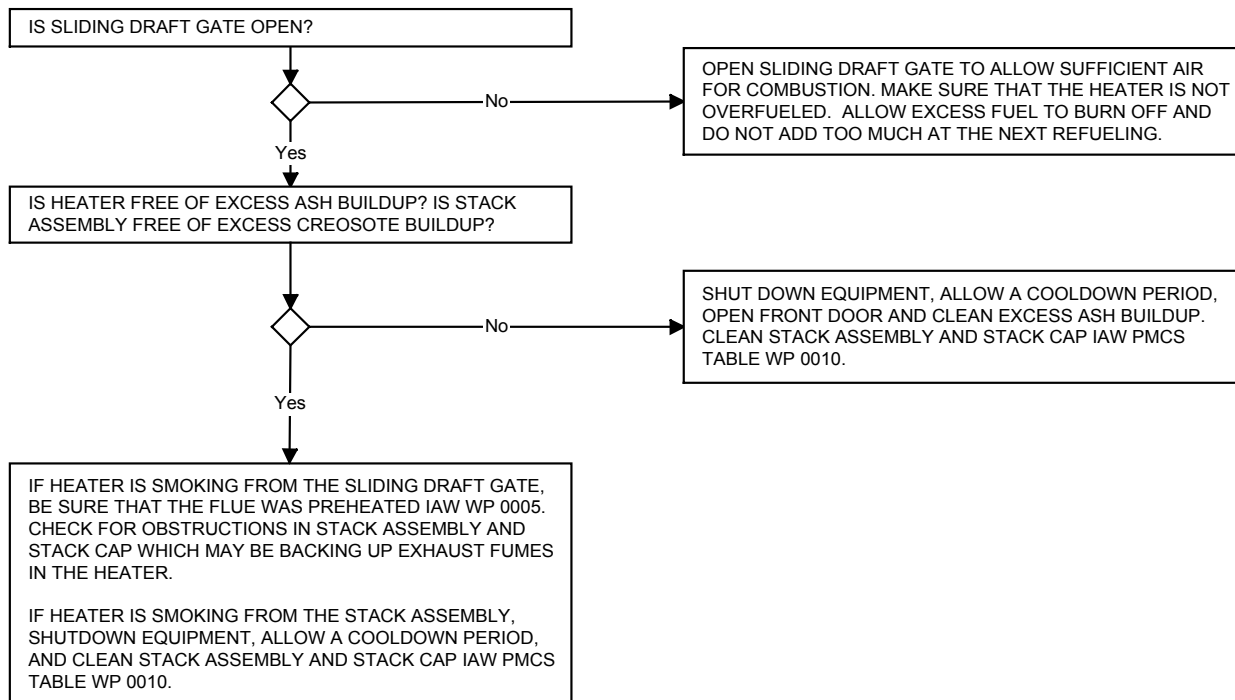 IS SLIDING DRAFT GATE OPEN?
No
OPEN SLIDING DRAFT GATE TO ALLOW SUFFICIENT AIR
FOR COMBUSTION. MAKE SURE THAT THE HEATER IS NOT
OVERFUELED.  ALLOW EXCESS FUEL TO BURN OFF AND
DO NOT ADD TOO MUCH AT THE NEXT REFUELING.
Yes
IS HEATER FREE OF EXCESS ASH BUILDUP? IS STACK
ASSEMBLY FREE OF EXCESS CREOSOTE BUILDUP?
No
SHUT DOWN EQUIPMENT, ALLOW A COOLDOWN PERIOD,
OPEN FRONT DOOR AND CLEAN EXCESS ASH BUILDUP.
CLEAN STACK ASSEMBLY AND STACK CAP IAW PMCS
TABLE WP 0010.
Yes
IF HEATER IS SMOKING FROM THE SLIDING DRAFT GATE,
BE SURE THAT THE FLUE WAS PREHEATED IAW WP 0005.
CHECK FOR OBSTRUCTIONS IN STACK ASSEMBLY AND
STACK CAP WHICH MAY BE BACKING UP EXHAUST FUMES
IN THE HEATER.
IF HEATER IS SMOKING FROM THE STACK ASSEMBLY,
SHUTDOWN EQUIPMENT, ALLOW A COOLDOWN PERIOD,
AND CLEAN STACK ASSEMBLY AND STACK CAP IAW PMCS
TABLE WP 0010.